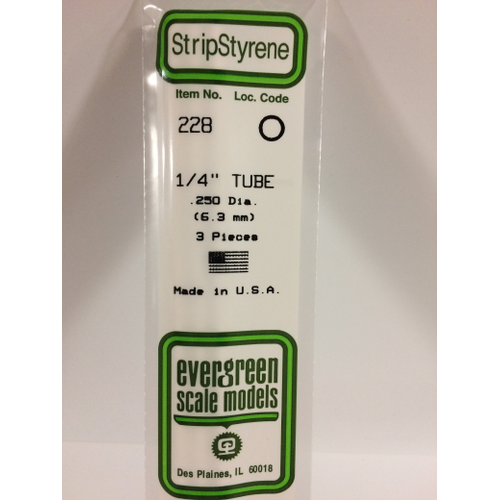 StripStyrene
Item No. Loc. Code
228
1/4" TUBE
.250 Dia.
(6.3 mm)
3 Pieces
Made in U.S.A.
evergreen
scale models
Des Plaines, IL 60018